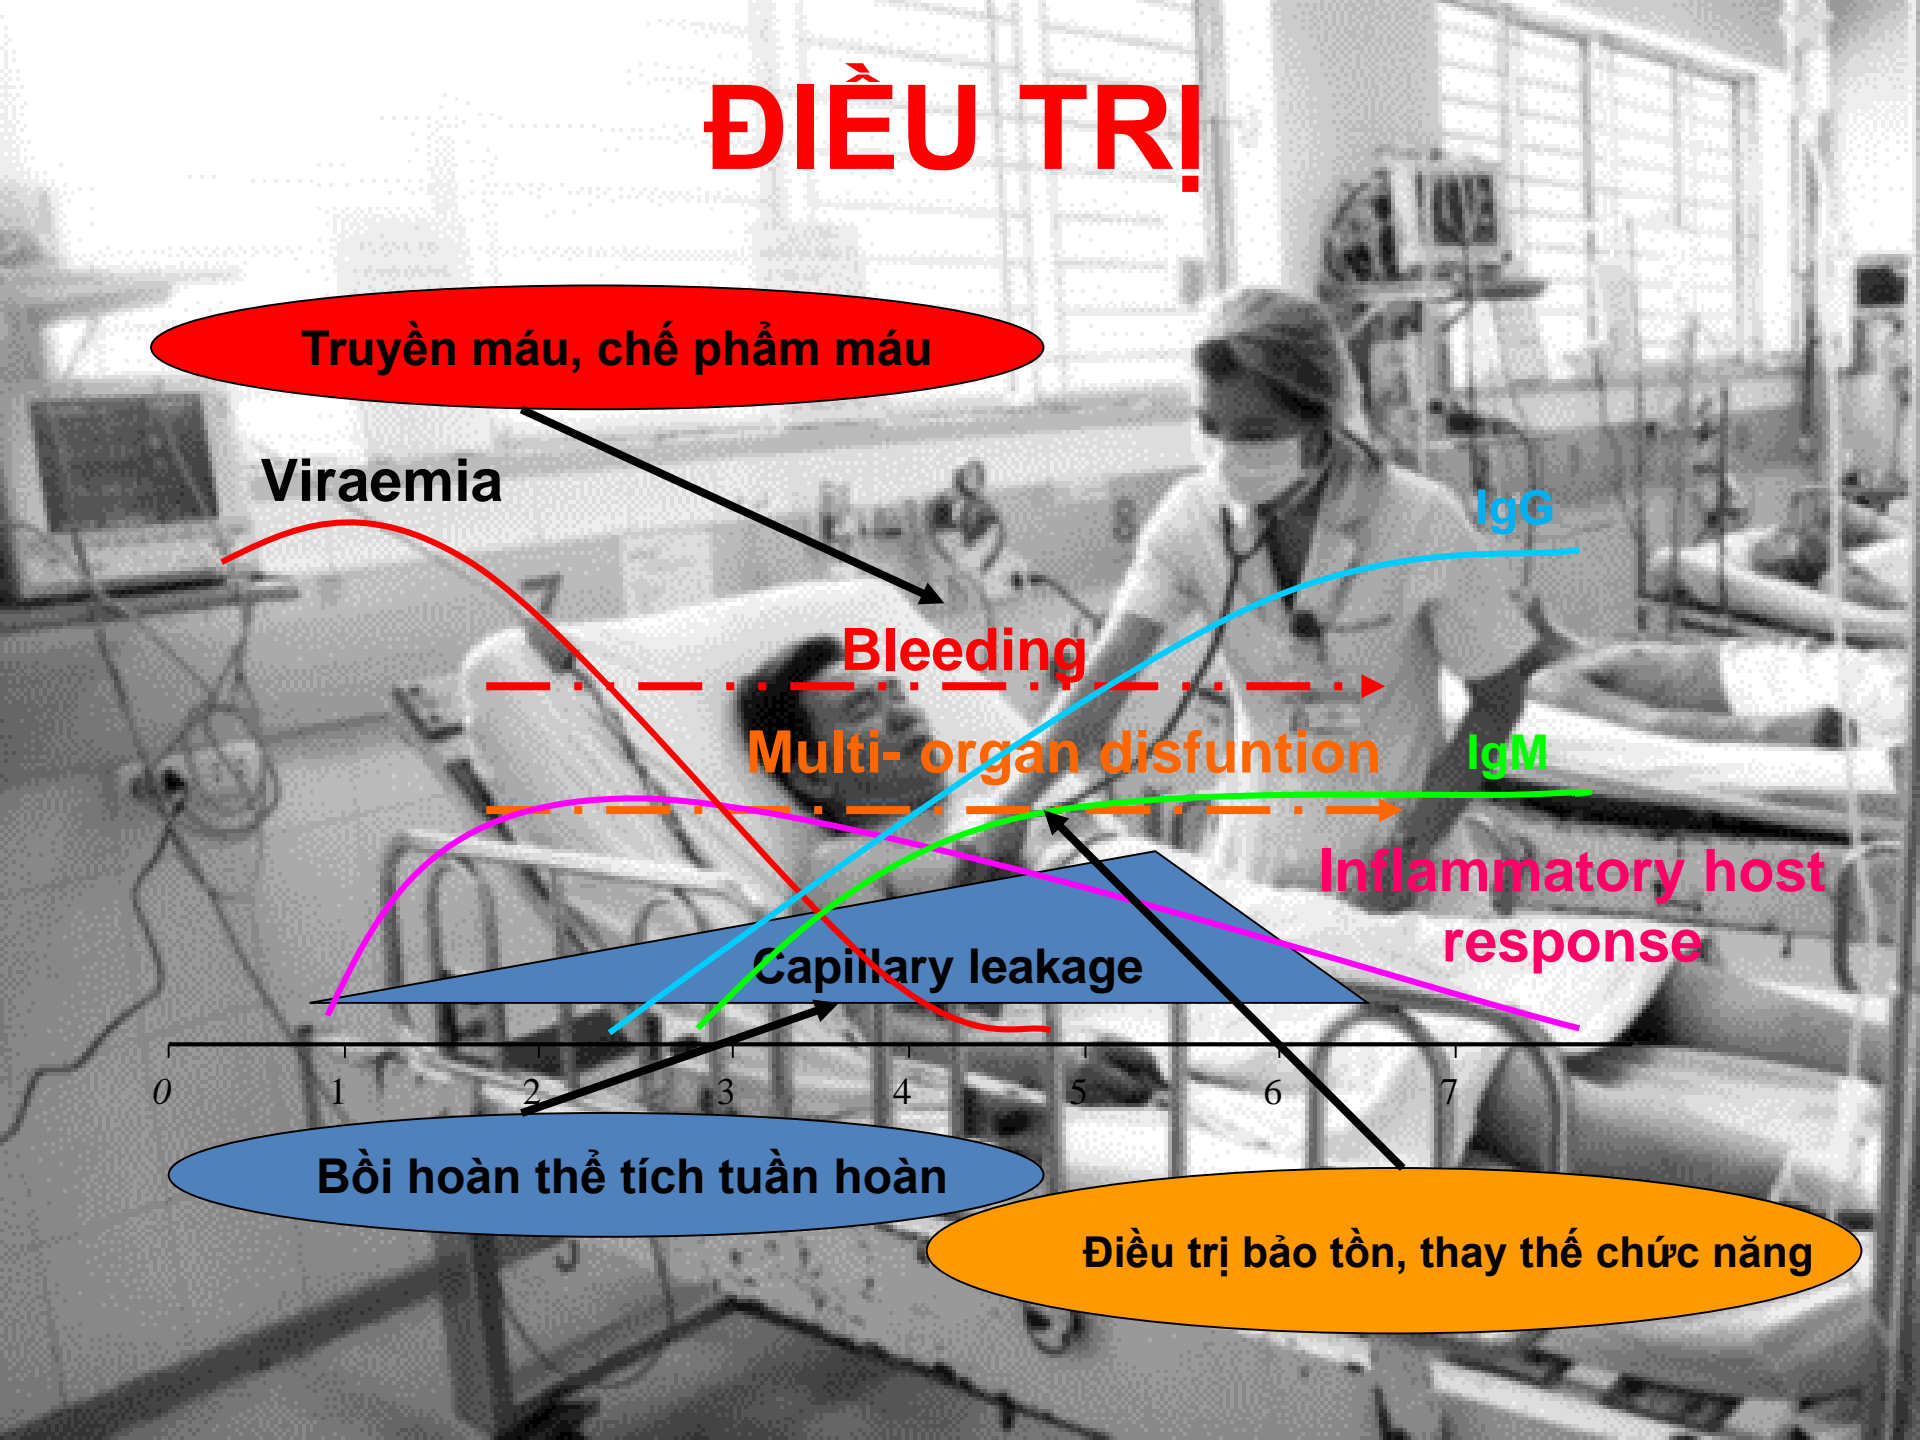 ĐIỀU TRỊ
Truyền máu, chế phẩm máu
Viraemia
IgG
Bleeding
Multi- organ disfuntion
IgM
Inflammatory host
response
Capillary leakage
0 1 2 3 4 5 6 7
Bồi hoàn thể tích tuần hoàn
Điều trị bảo tồn, thay thế chức năng